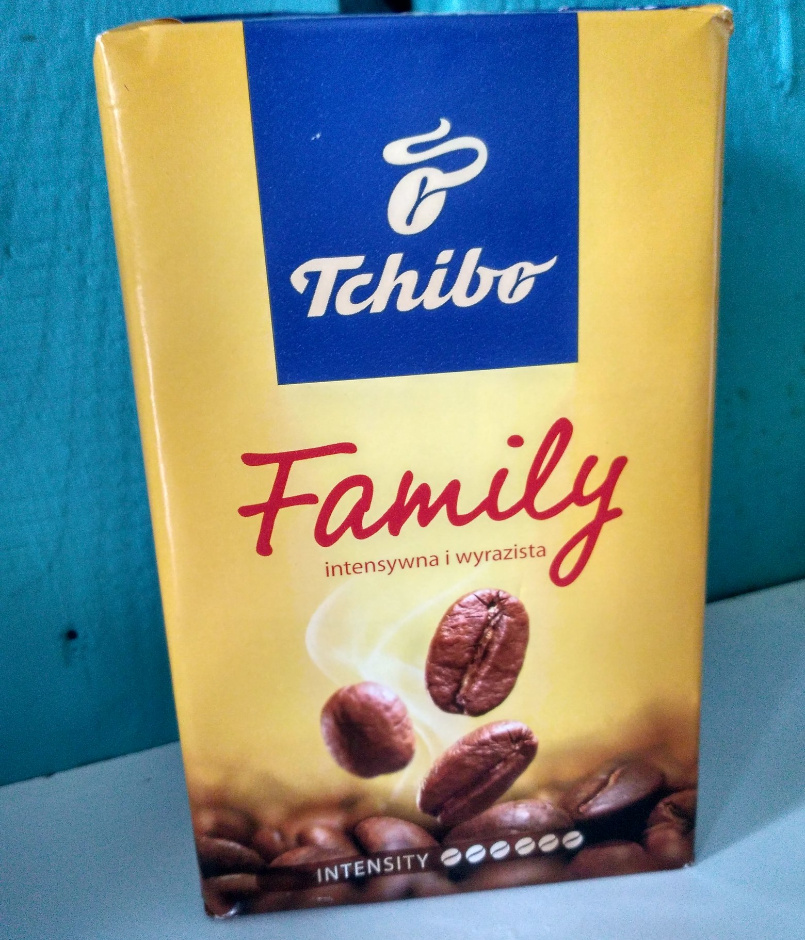 Tchibo
Family
intensywna i wyrazista
INTENSITY